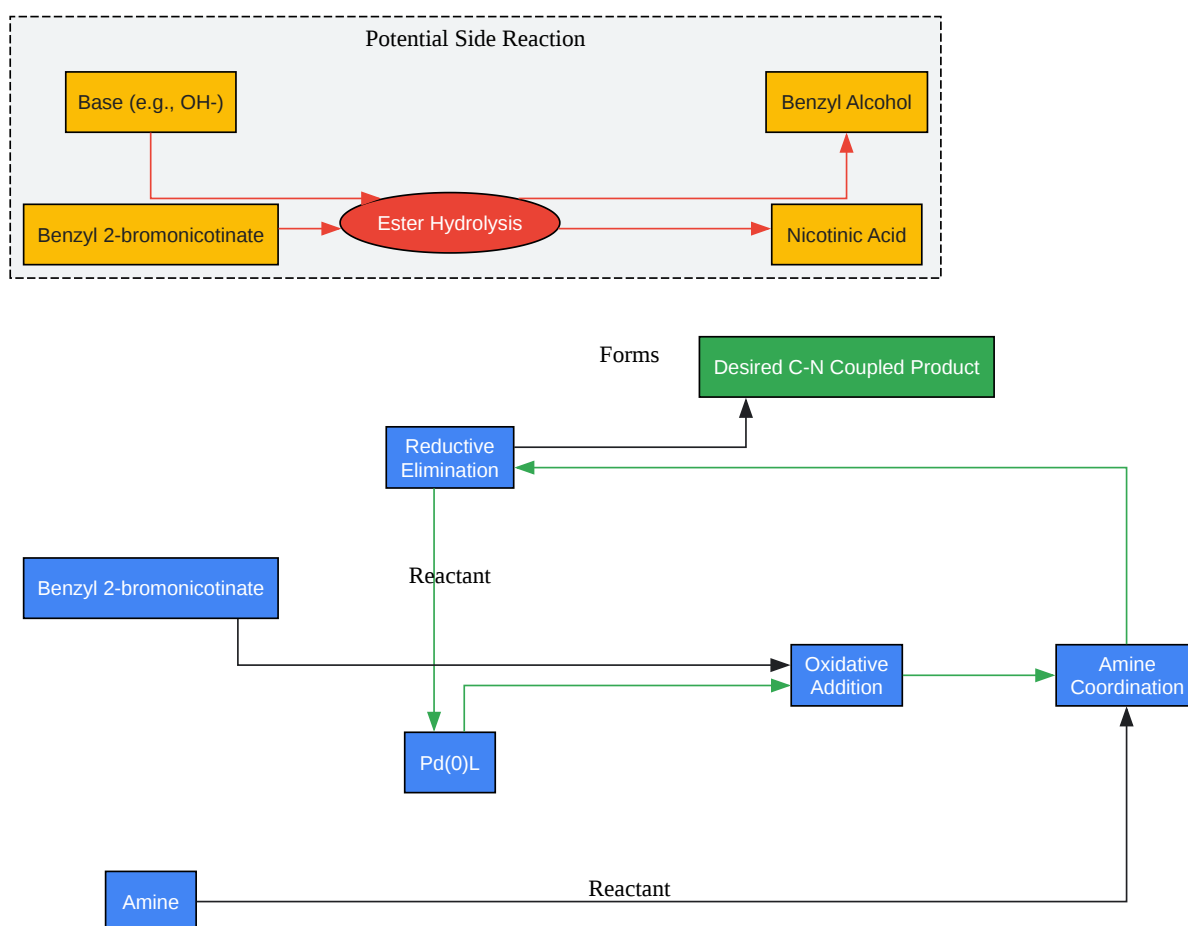 Potential Side Reaction
Base (e.g., OH-)
Benzyl Alcohol
Benzyl 2-bromonicotinate
Ester Hydrolysis
Nicotinic Acid
Forms
Desired C-N Coupled Product
Reductive
Elimination
Reactant
Benzyl 2-bromonicotinate
Oxidative
Addition
Amine
Coordination
Pd(0)L
Amine
Reactant